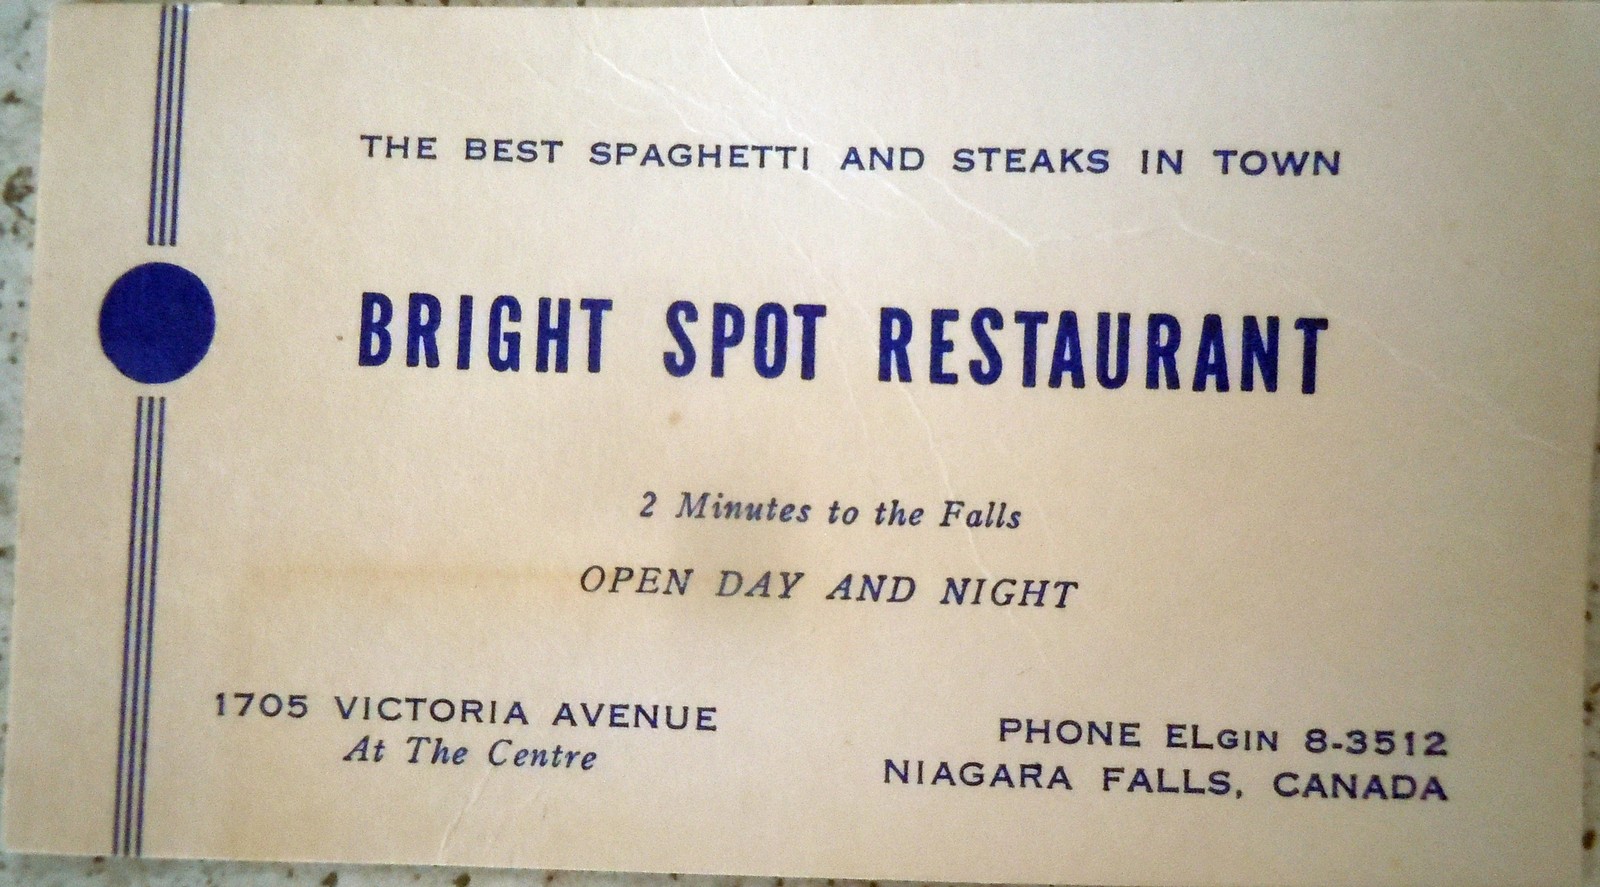 THE BEST SPAGHETTI AND STEAKS IN TOWN
BRIGHT SPOT RESTAURANT
2 Minutes to the Falls
OPEN DAY AND NIGHT
1705 VICTORIA AVENUE
At The Centre
PHONE ELGIN 8-3512
NIAGARA FALLS, CANADA